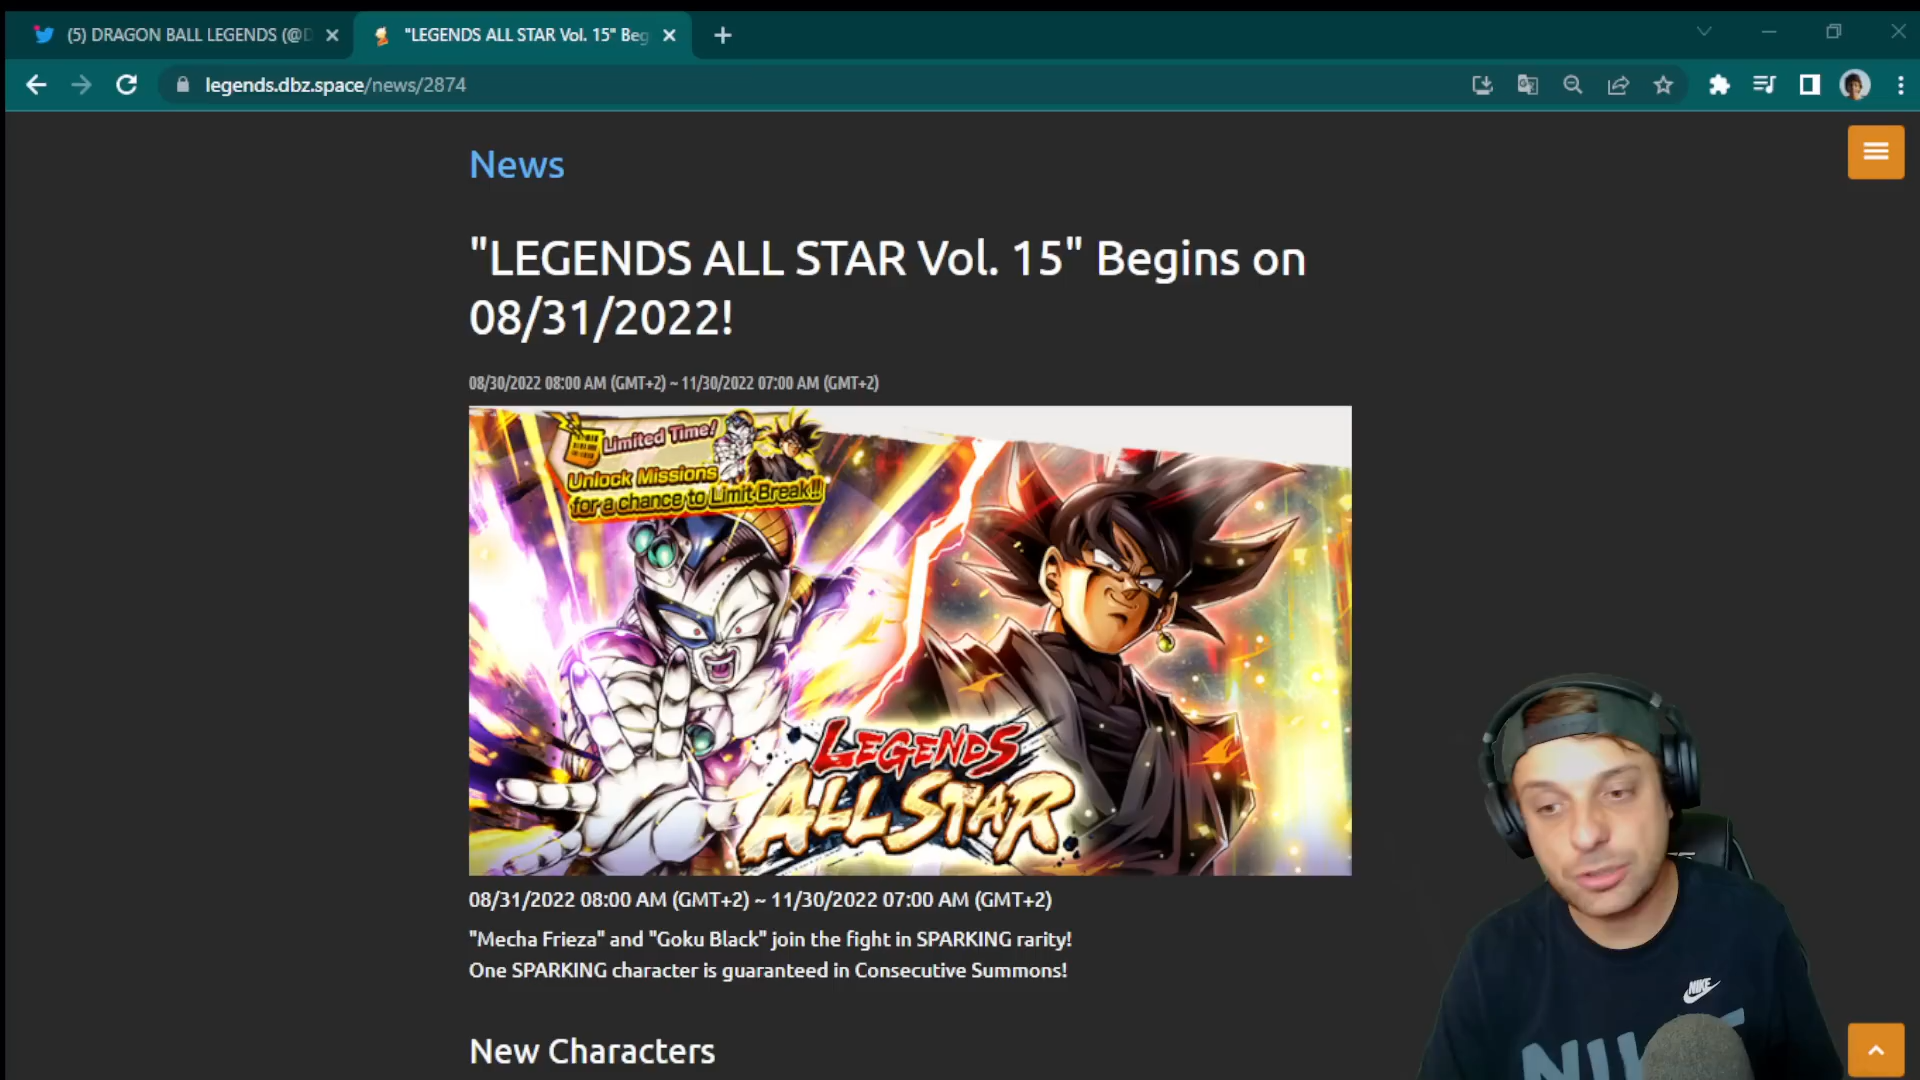 (5) DRAGON BALL LEGENDS (@D
"LEGENDS ALL STAR Vol. 15" Beg
legends.dbz.space/news/2874
News
"LEGENDS ALL STAR Vol. 15" Begins on
08/31/2022!
08/30/2022 08:00 AM (GMT+2) ~ 11/30/2022 07:00 AM (GMT+2)
Limited Time!
Unlock Missions
for a chance to Limit Break!!
LEGENDS
ALL STAR
08/31/2022 08:00 AM (GMT+2) ~ 11/30/2022 07:00 AM (GMT+2)
"Mecha Frieza" and "Goku Black" join the fight in SPARKING rarity!
One SPARKING character is guaranteed in Consecutive Summons!
New Characters
NIKE